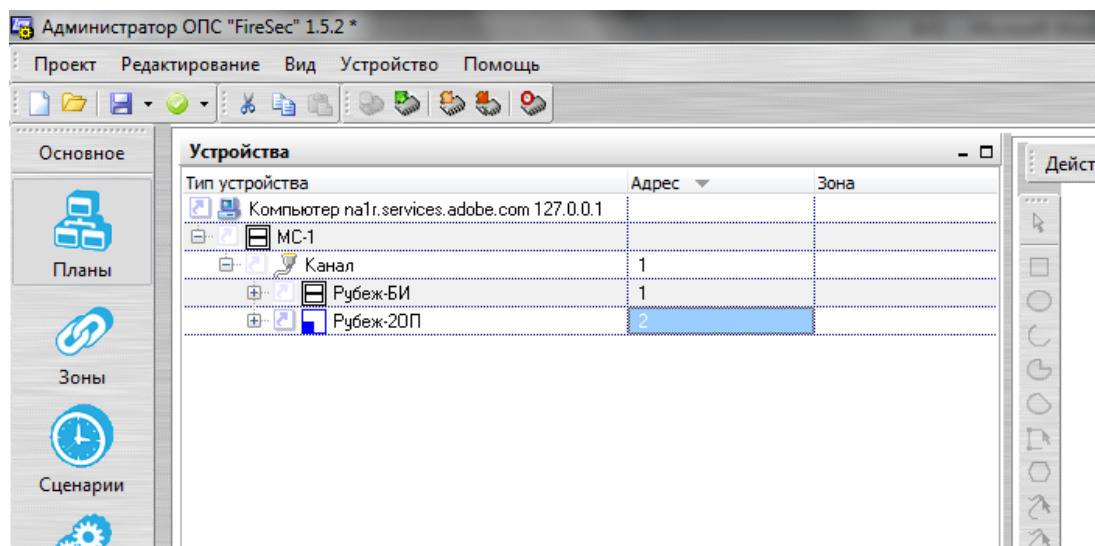 Администратор ОПС "FireSec" 1.5.2 *
Проект Редактирование Вид Устройство Помощь
Основное
Устройства
Дейст
Тип устройства Адрес Зона
Компьютер na1r.services.adobe.com 127.0.0.1
МС-1
Канал 1
Рубеж-БИ 1
Рубеж-2ОП 2
Планы
Зоны
Сценарии